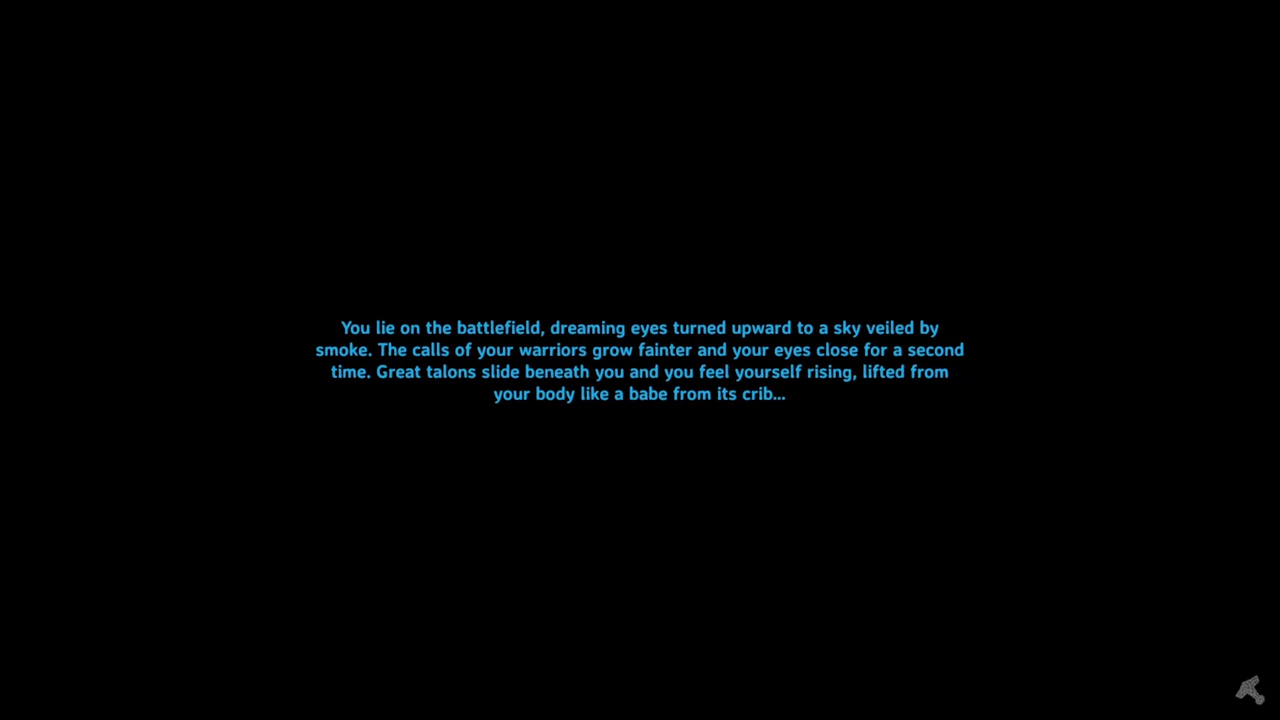 You lie on the battlefield, dreaming eyes turned upward to a sky veiled by
smoke. The calls of your warriors grow fainter and your eyes close for a second
time. Great talons slide beneath you and you feel yourself rising, lifted from
your body like a babe from its crib...